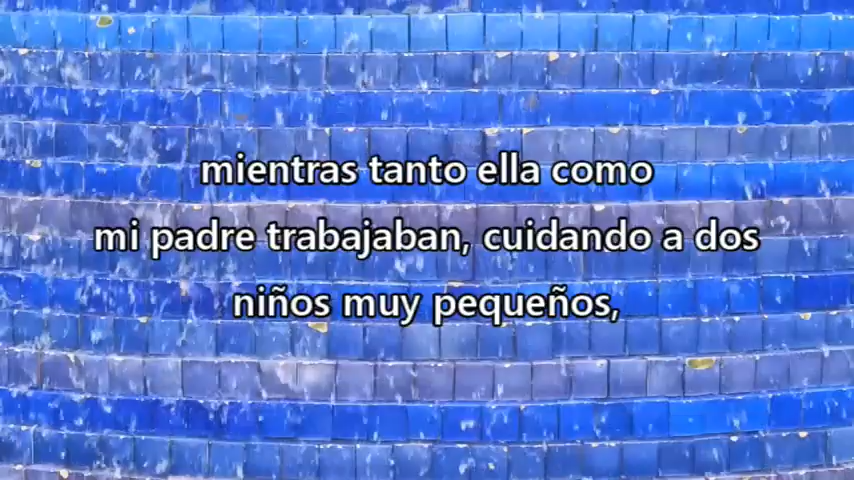 mientras tanto ella como
mi padre trabajaban, cuidando a dos
niños muy pequeños,